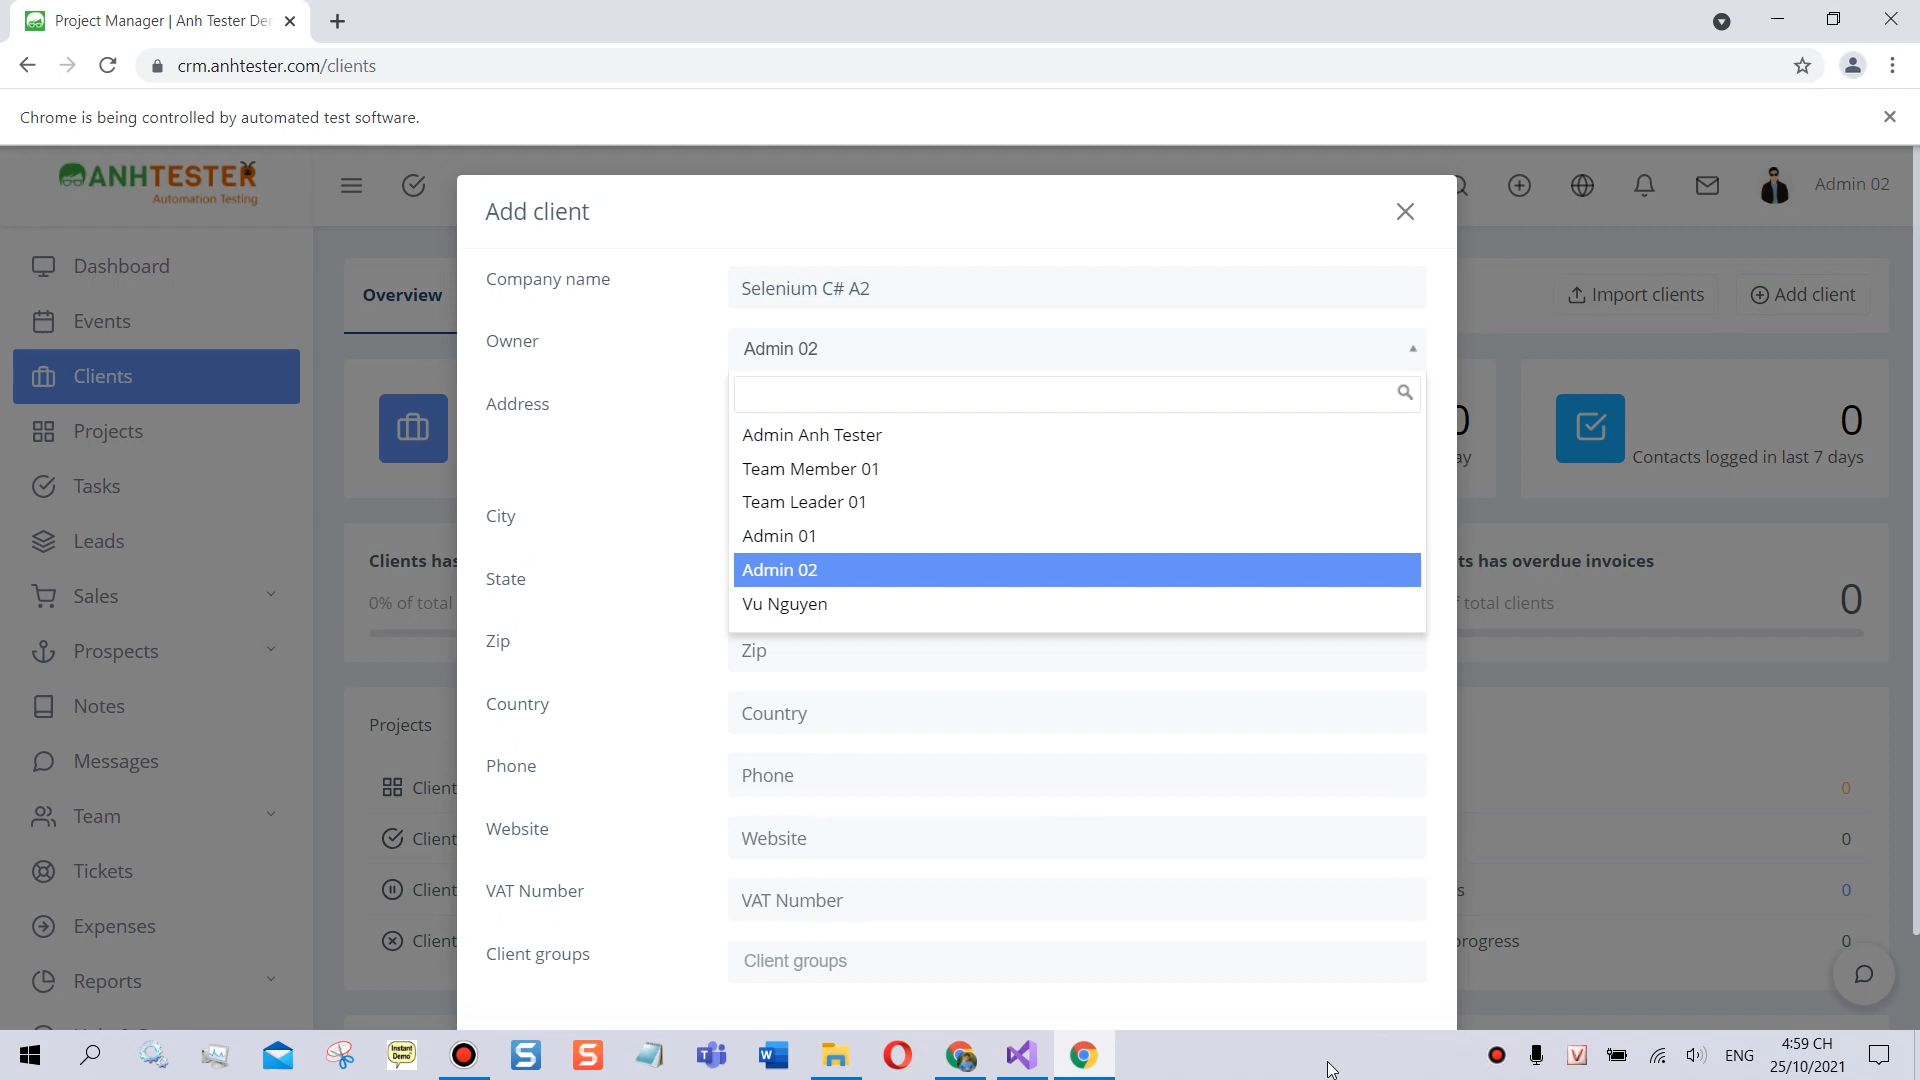 Project Manager | Anh Tester Der
crm.anhtester.com/clients
Chrome is being controlled by automated test software.
ANHTESTER
Automation Testing
Admin 02
Dashboard
Events
Clients
Projects
Tasks
Leads
Sales
Prospects
Notes
Messages
Team
Tickets
Expenses
Reports
Overview
Import clients
Add client
0
ay
0
Contacts logged in last 7 days
Clients has
0% of total
ts has overdue invoices
total clients
0
Projects
Client
0
Client
0
Client
s
0
Client
progress
0
Add client
Company name
Selenium C# A2
Owner
Admin 02
Address
Admin Anh Tester
Team Member 01
Team Leader 01
Admin 01
Admin 02
Vu Nguyen
City
State
Zip
Zip
Country
Country
Phone
Phone
Website
Website
VAT Number
VAT Number
Client groups
Client groups
Instant
Demo
ENG
4:59 CH
25/10/2021